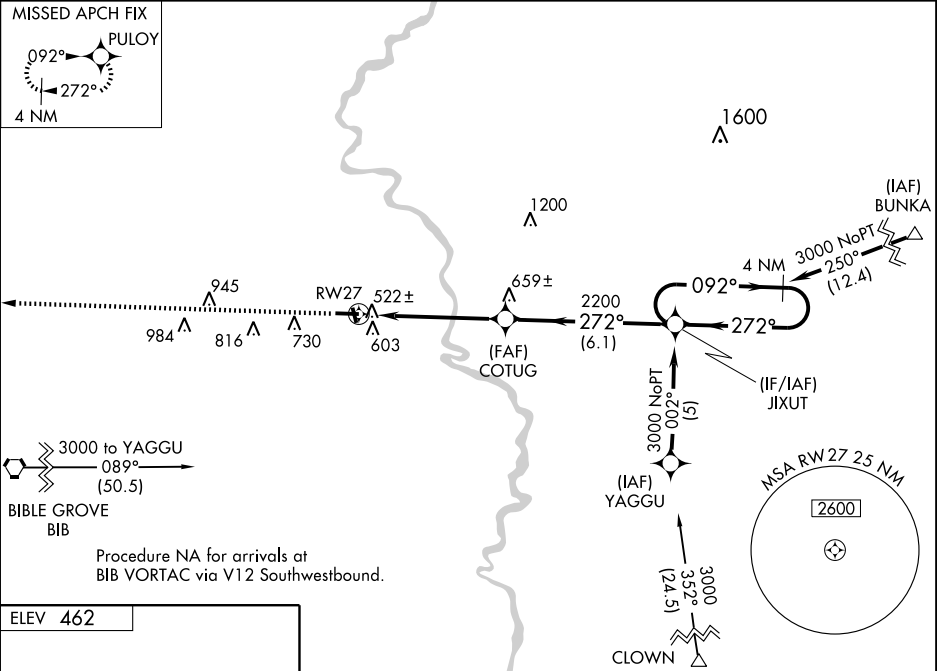 MISSED APCH FIX
PULOY
092°
272°
4 NM
1600
(IAF)
BUNKA
1200
3000 NoPT
250°
(12.4)
4 NM
945
RW27
522±
659±
2200
092°
984
816
730
603
272°
(6.1)
272°
(FAF)
COTUG
(IF/IAF)
JIXUT
3000 NoPT
002°
(5)
3000 to YAGGU
089°
(50.5)
BIBLE GROVE
BIB
(IAF)
YAGGU
MSA RW 27 25 NM
2600
Procedure NA for arrivals at
BIB VORTAC via V12 Southwestbound.
3000
352°
(24.5)
ELEV 462
CLOWN